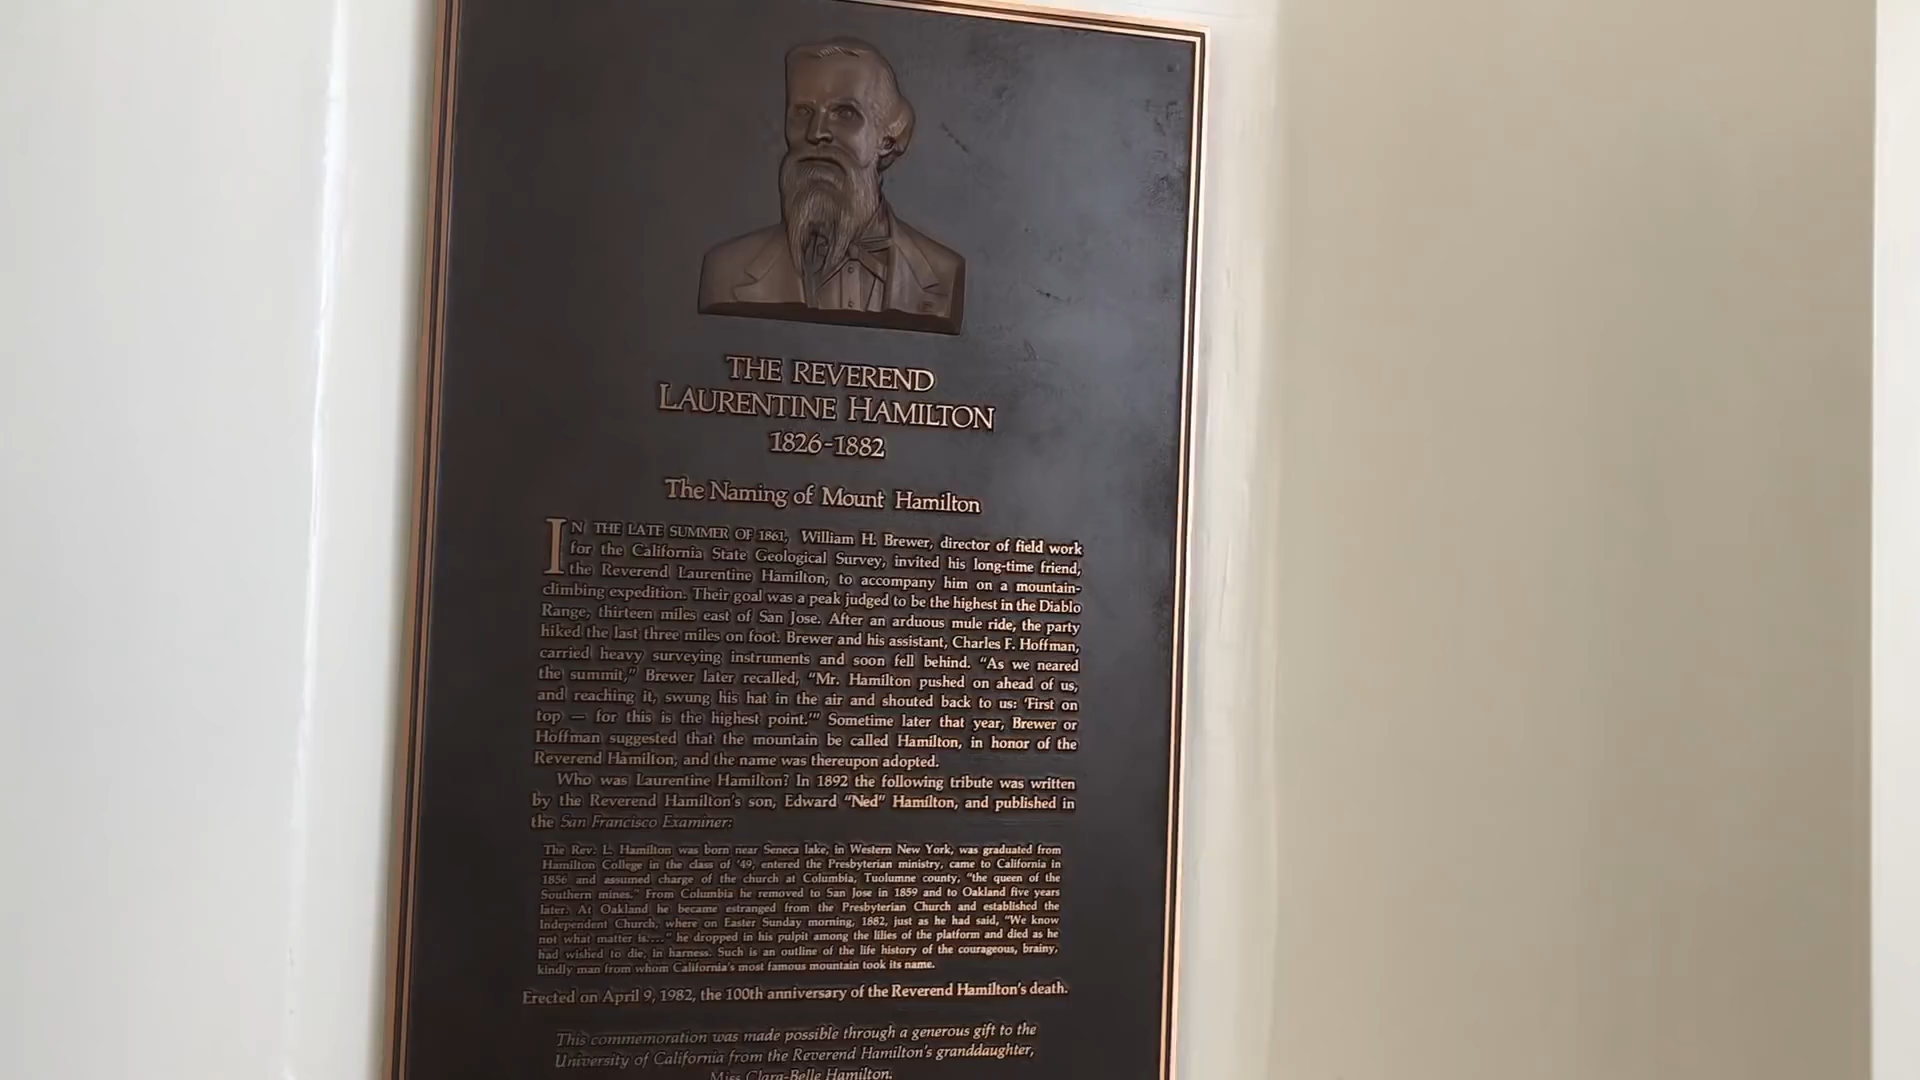 THE REVEREND
LAURENTINE HAMILTON
1826-1882
The Naming of Mount Hamilton
IN THE LATE SUMMER OF 1861, William H. Brewer, director of field work
for the California State Geological Survey, invited his long-time friend,
the Reverend Laurentine Hamilton, to accompany him on a mountain-
climbing expedition. Their goal was a peak judged to be the highest in the Diablo
Range, thirteen miles east of San Jose. After an arduous mule ride, the party
hiked the last three miles on foot. Brewer and his assistant, Charles F. Hoffman,
carried heavy surveying instruments and soon fell behind. “As we neared
the summit,” Brewer later recalled, “Mr. Hamilton pushed on ahead of us,
and reaching it, swung his hat in the air and shouted back to us: ‘First on
top — for this is the highest point.’” Sometime later that year, Brewer or
Hoffman suggested that the mountain be called Hamilton, in honor of the
Reverend Hamilton, and the name was thereupon adopted.
Who was Laurentine Hamilton? In 1892 the following tribute was written
by the Reverend Hamilton's son, Edward “Ned” Hamilton, and published in
the San Francisco Examiner:
The Rev. L. Hamilton was born near Seneca lake, in Western New York, was graduated from
Hamilton College in the class of '49, entered the Presbyterian ministry, came to California in
1856 and assumed charge of the church at Columbia, Tuolumne county, “the queen of the
Southern mines.” From Columbia he removed to San Jose in 1859 and to Oakland five years
later. At Oakland he became estranged from the Presbyterian Church and established the
Independent Church, where on Easter Sunday morning, 1882, just as he had said, “We know
not what matter is....” he dropped in his pulpit among the lilies of the platform and died as he
had wished to die, in harness. Such is an outline of the life history of the courageous, brainy,
kindly man from whom California's most famous mountain took its name.
Erected on April 9, 1982, the 100th anniversary of the Reverend Hamilton's death.
This commemoration was made possible through a generous gift to the
University of California from the Reverend Hamilton's granddaughter,
Miss Clara-Belle Hamilton.